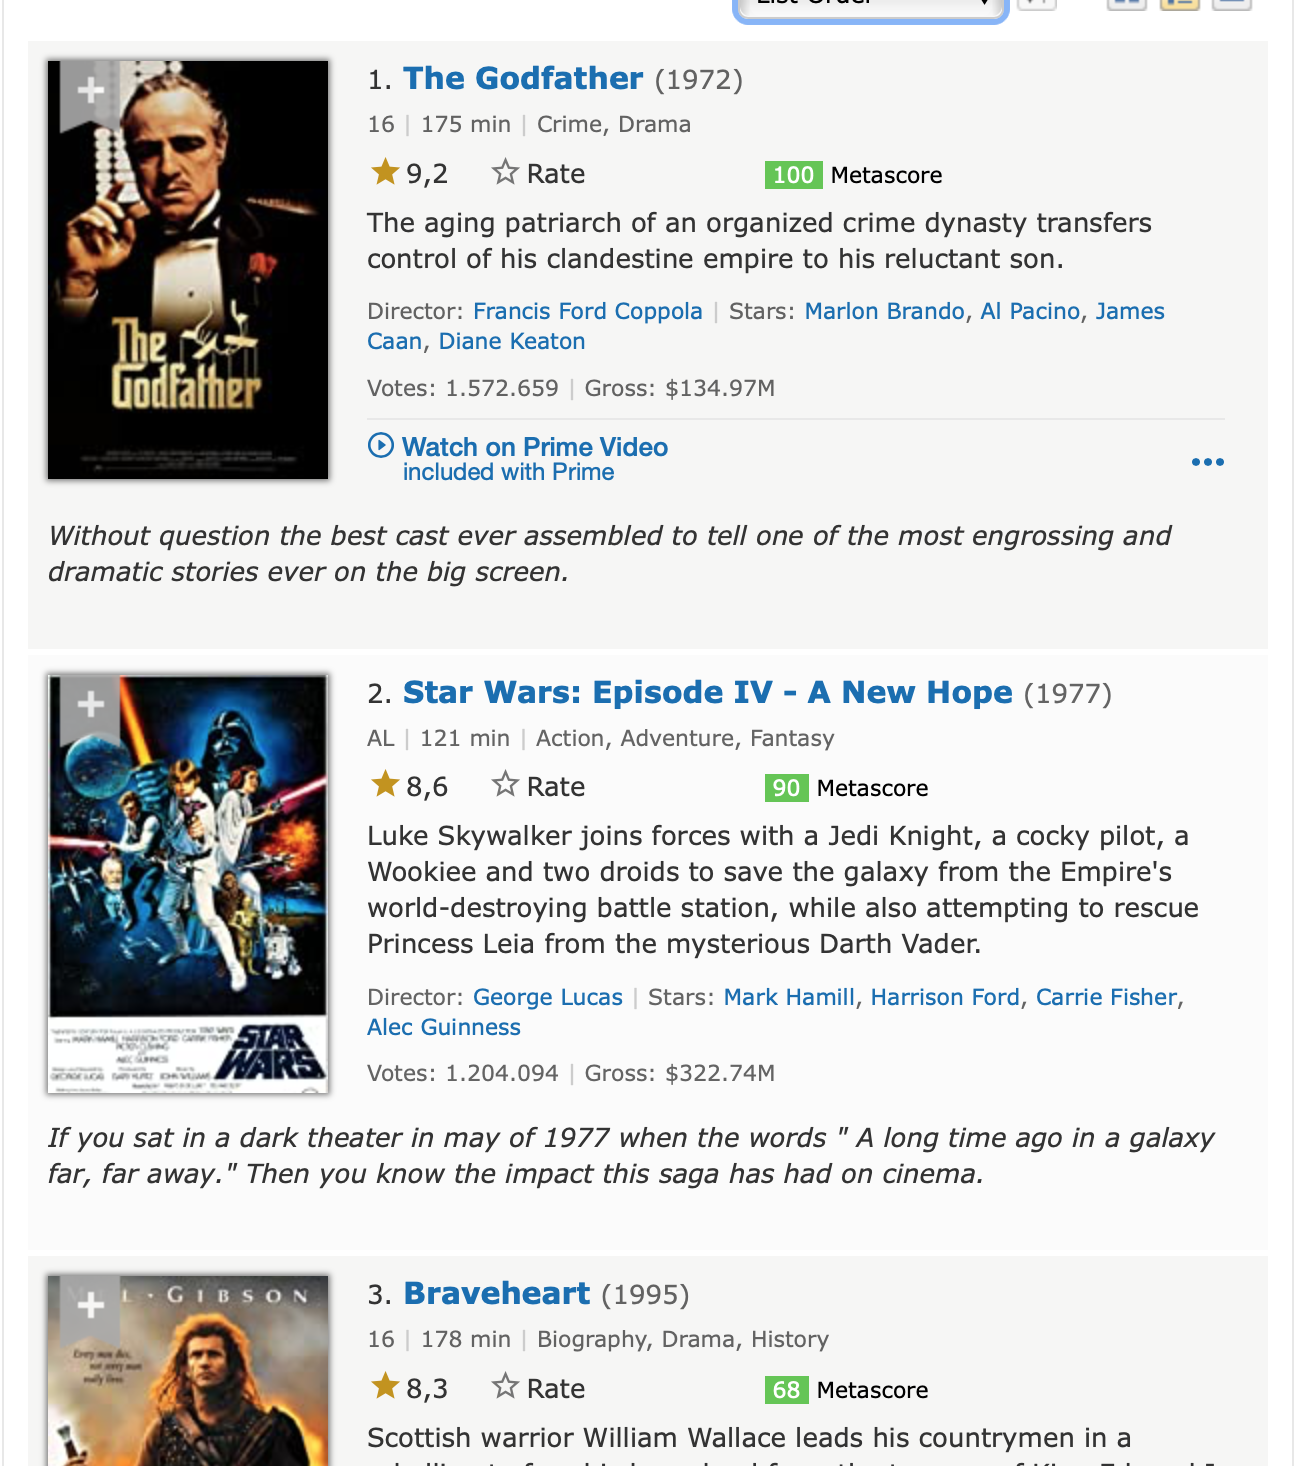 List Order
1. The Godfather (1972)
16 | 175 min | Crime, Drama
9,2 Rate 100 Metascore
The aging patriarch of an organized crime dynasty transfers
control of his clandestine empire to his reluctant son.
Director: Francis Ford Coppola | Stars: Marlon Brando, Al Pacino, James
Caan, Diane Keaton
Votes: 1.572.659 | Gross: $134.97M
Watch on Prime Video
included with Prime
The
Godfather
Without question the best cast ever assembled to tell one of the most engrossing and
dramatic stories ever on the big screen.
2. Star Wars: Episode IV - A New Hope (1977)
AL | 121 min | Action, Adventure, Fantasy
8,6 Rate 90 Metascore
Luke Skywalker joins forces with a Jedi Knight, a cocky pilot, a
Wookiee and two droids to save the galaxy from the Empire's
world-destroying battle station, while also attempting to rescue
Princess Leia from the mysterious Darth Vader.
Director: George Lucas | Stars: Mark Hamill, Harrison Ford, Carrie Fisher,
Alec Guinness
Votes: 1.204.094 | Gross: $322.74M
STAR
WARS
If you sat in a dark theater in may of 1977 when the words " A long time ago in a galaxy
far, far away." Then you know the impact this saga has had on cinema.
3. Braveheart (1995)
16 | 178 min | Biography, Drama, History
8,3 Rate 68 Metascore
Scottish warrior William Wallace leads his countrymen in a
GIBSON